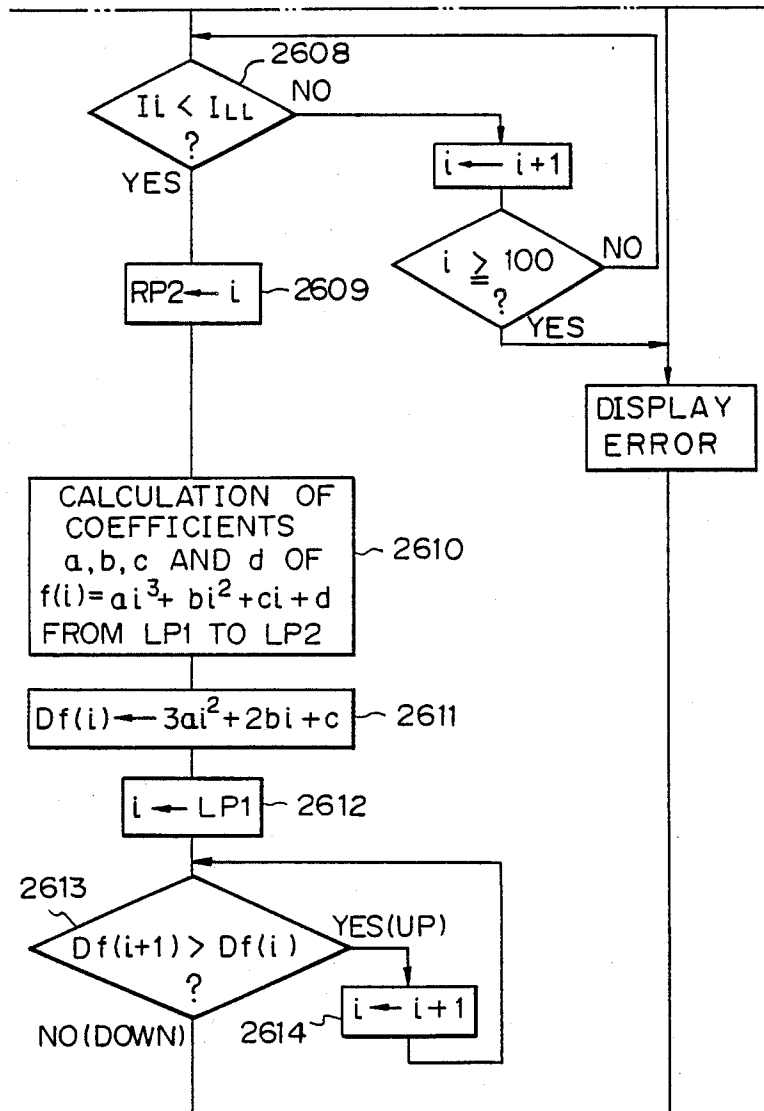 2608
Ii < ILL
?
NO
YES
i ← i+1
i ≧ 100
?
NO
YES
RP2 ← i
2609
DISPLAY
ERROR
CALCULATION OF
COEFFICIENTS
a,b,c AND d OF
f(i)=ai³+ bi²+ci+d
FROM LP1 TO LP2
2610
Df(i) ← 3ai²+2bi+c
2611
i ← LP1
2612
2613
Df(i+1) > Df(i)
?
YES(UP)
NO(DOWN)
i ← i+1
2614